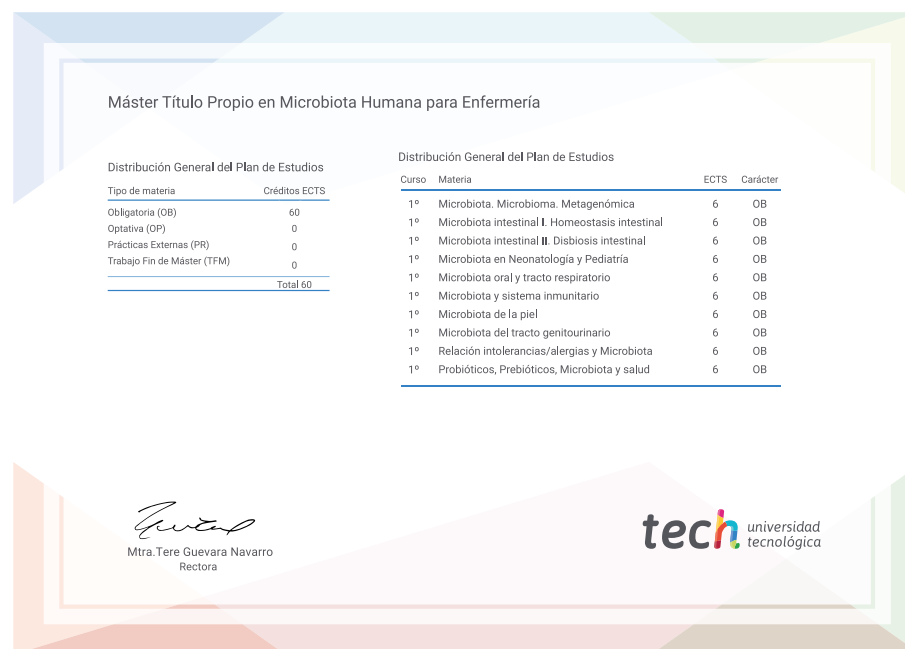 Máster Título Propio en Microbiota Humana para Enfermería
Distribución General del Plan de Estudios
Tipo de materia Créditos ECTS
Obligatoria (OB) 60
Optativa (OP) 0
Prácticas Externas (PR) 0
Trabajo Fin de Máster (TFM) 0
Total 60
Distribución General del Plan de Estudios
Curso Materia ECTS Carácter
1º Microbiota. Microbioma. Metagenómica 6 OB
1º Microbiota intestinal I. Homeostasis intestinal 6 OB
1º Microbiota intestinal II. Disbiosis intestinal 6 OB
1º Microbiota en Neonatología y Pediatría 6 OB
1º Microbiota oral y tracto respiratorio 6 OB
1º Microbiota y sistema inmunitario 6 OB
1º Microbiota de la piel 6 OB
1º Microbiota del tracto genitourinario 6 OB
1º Relación intolerancias/alergias y Microbiota 6 OB
1º Probióticos, Prebióticos, Microbiota y salud 6 OB
Mtra.Tere Guevara Navarro
Rectora
tech universidad
tecnológica